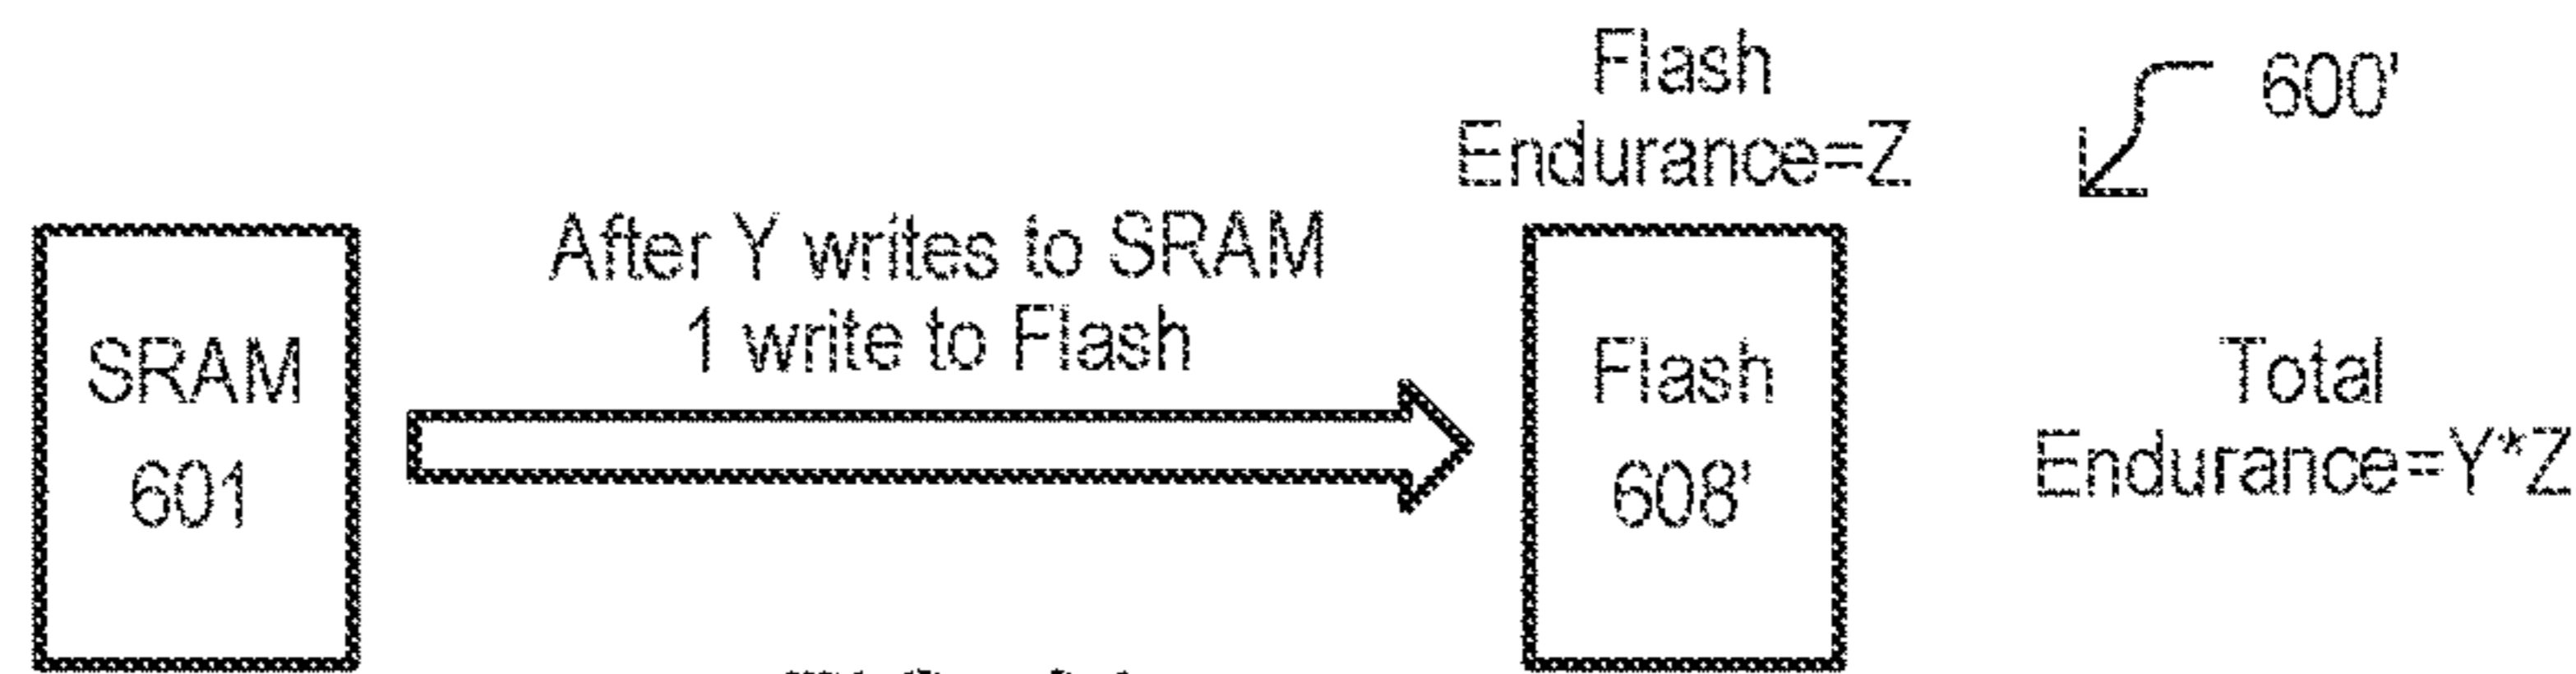 Flash
Endurance=Z
600'
After Y writes to SRAM
1 write to Flash
SRAM
601
Flash
608'
Total
Endurance=Y*Z